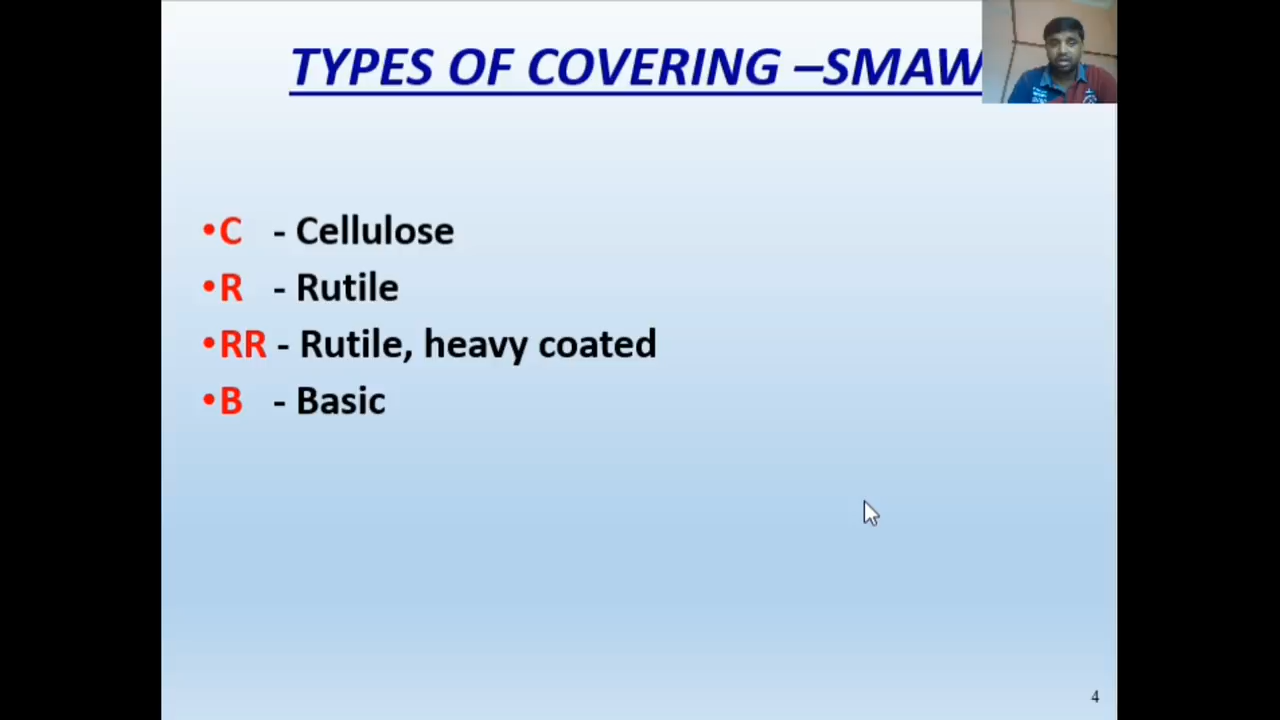 TYPES OF COVERING –SMAW
•C - Cellulose
•R - Rutile
•RR - Rutile, heavy coated
•B - Basic
4